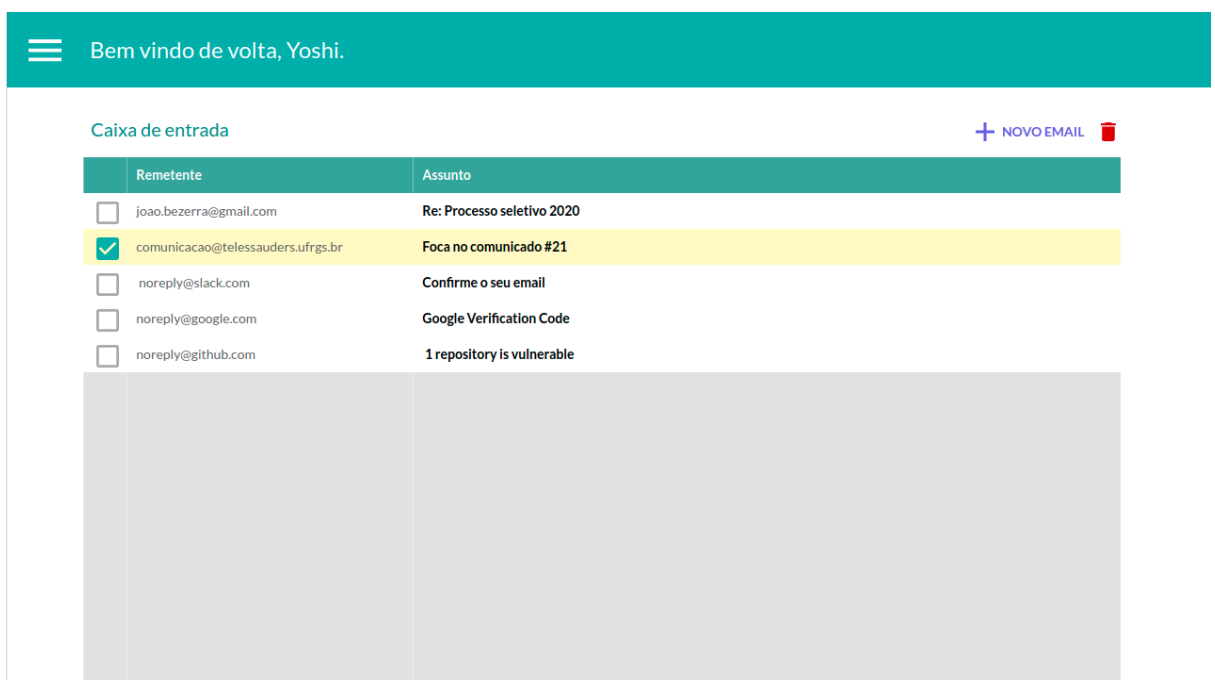 Bem vindo de volta, Yoshi.
Caixa de entrada
NOVO EMAIL
Remetente Assunto
joao.bezerra@gmail.com Re: Processo seletivo 2020
comunicacao@telessauders.ufrgs.br Foca no comunicado #21
noreply@slack.com Confirme o seu email
noreply@google.com Google Verification Code
noreply@github.com 1 repository is vulnerable